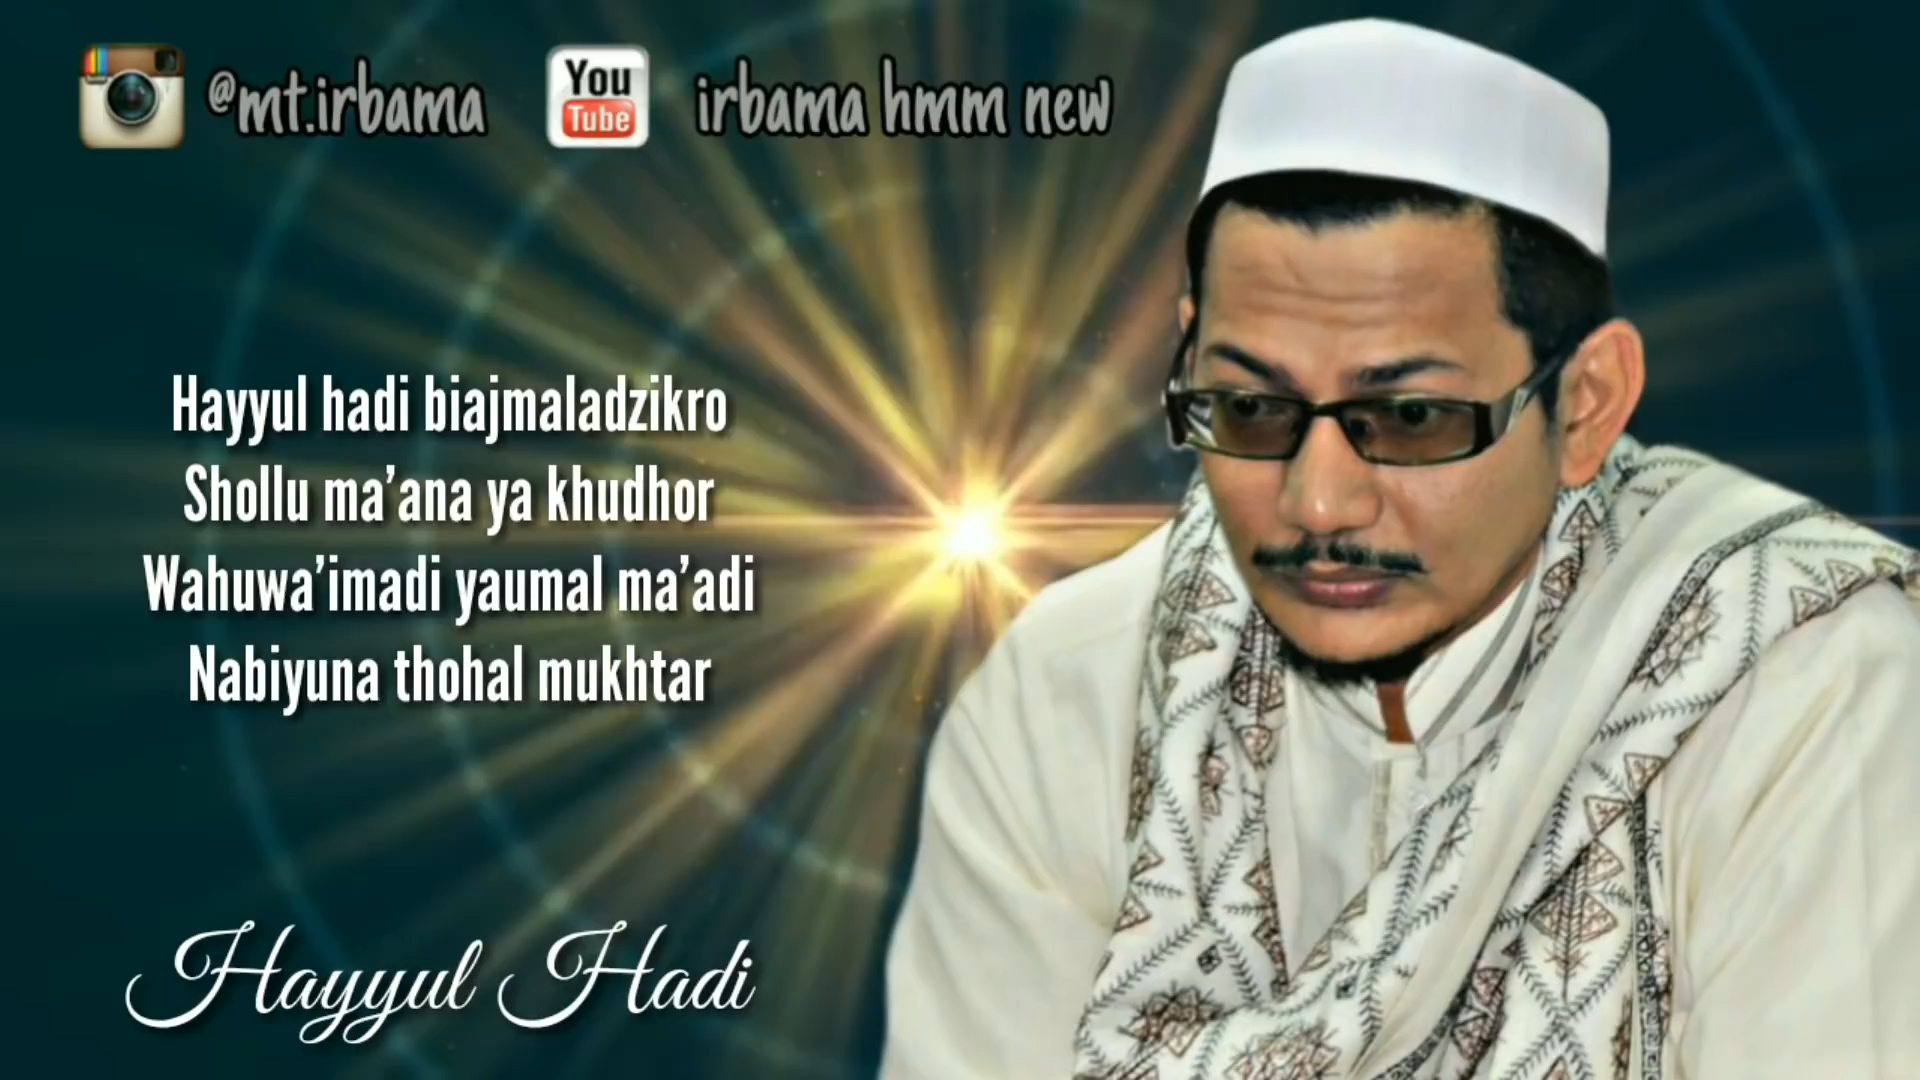 @mt.irbama
You
Tube
irbama hmm new
Hayyul hadi biajmaladzikro
Shollu ma’ana ya khudhor
Wahuwa’imadi yaumal ma’adi
Nabiyuna thohal mukhtar
Hayyul Hadi